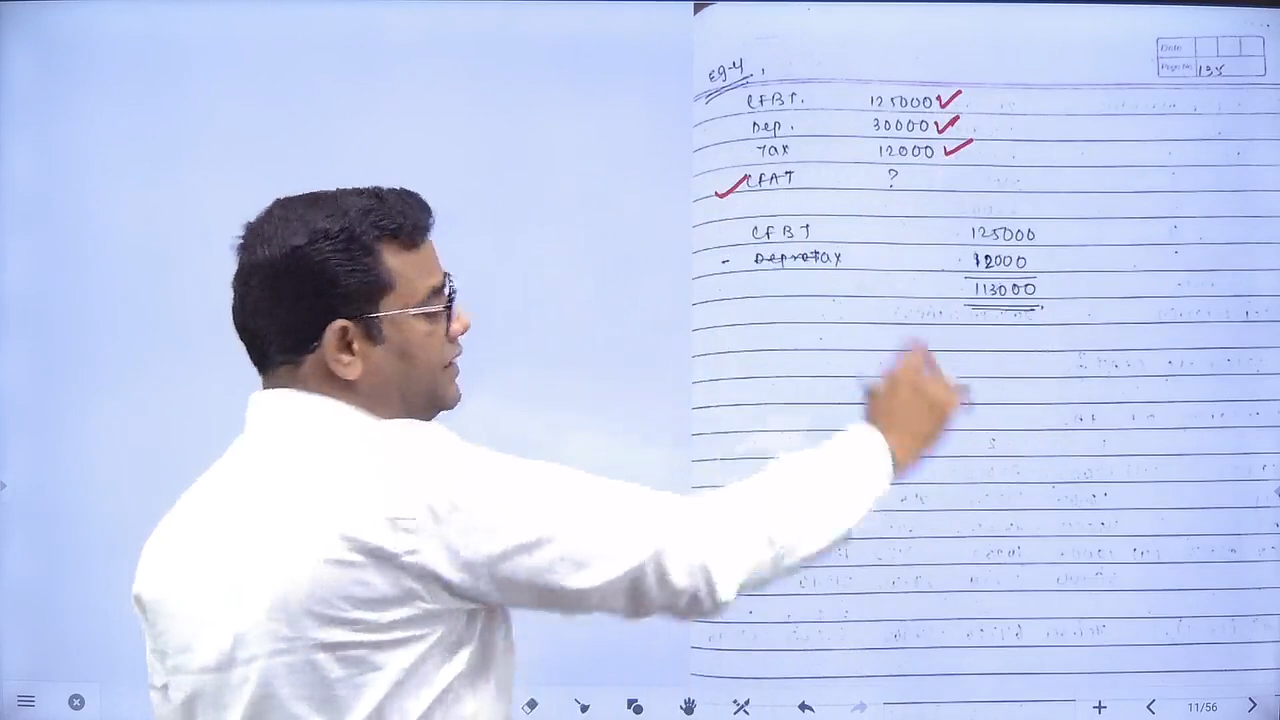 Date
Page No. 135
eg-4.
CFBT. 125000
Dep. 30000
Tax 12000
CFAT ?
CFBT 125000
- Depre Tax 12000
113000
11/56